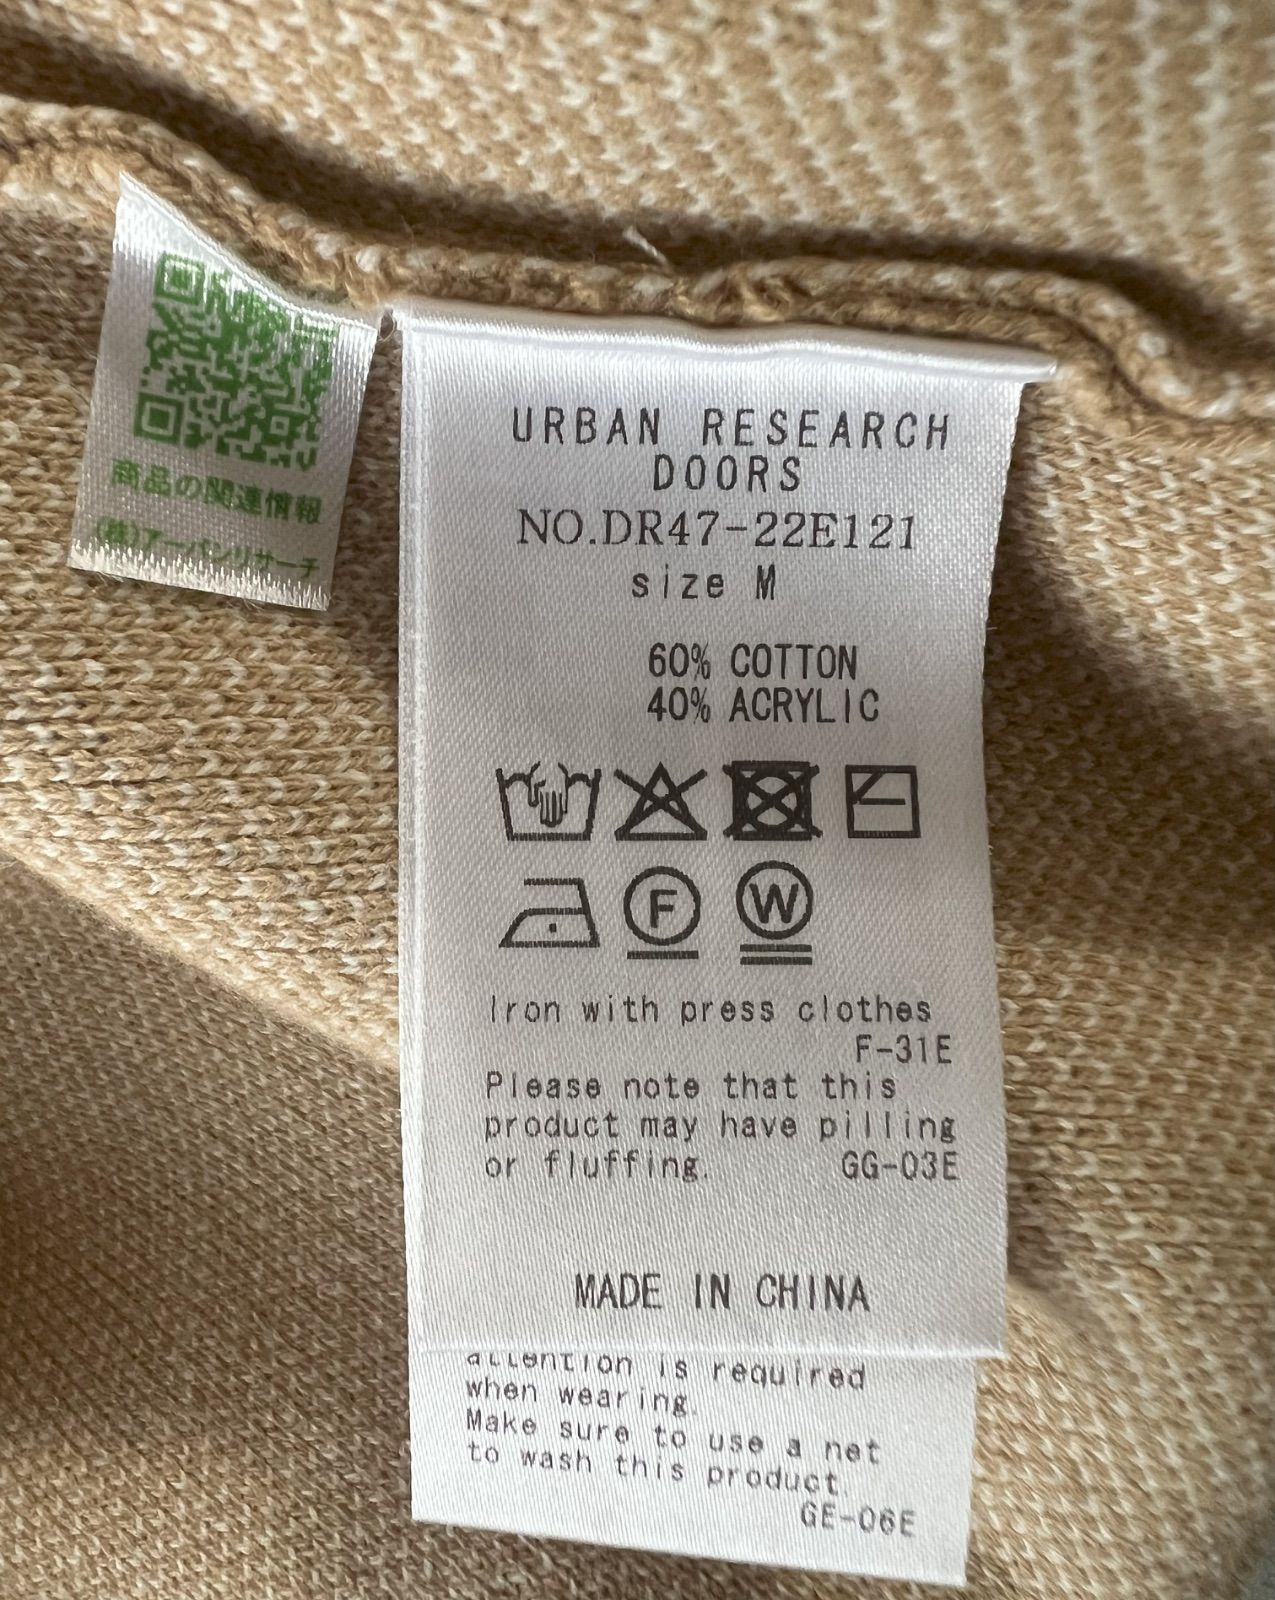 商品の関連情報
(株)アーバンリサーチ
URBAN RESEARCH
DOORS
NO.DR47-22E121
size M
60% COTTON
40% ACRYLIC
F
W
Iron with press clothes
F-31E
Please note that this
product may have pilling
or fluffing. GG-03E
MADE IN CHINA
attention is required
when wearing.
Make sure to use a net
to wash this product.
GE-06E